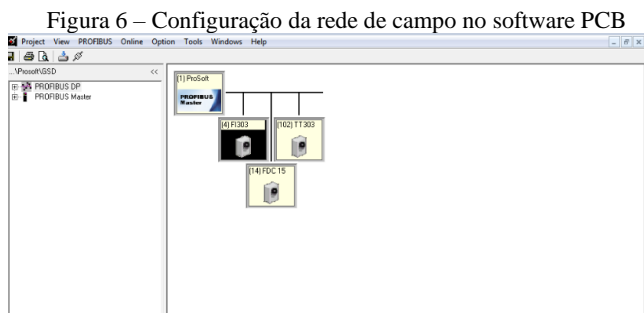 Figura 6 – Configuração da rede de campo no software PCB
Project View PROFIBUS Online Option Tools Windows Help
...\Prosoft\GSD <<
PROFIBUS DP
PROFIBUS Master
(1) ProSoft
PROFIBUS
Master
(4) FI303
(102) TT303
(14) FDC 15